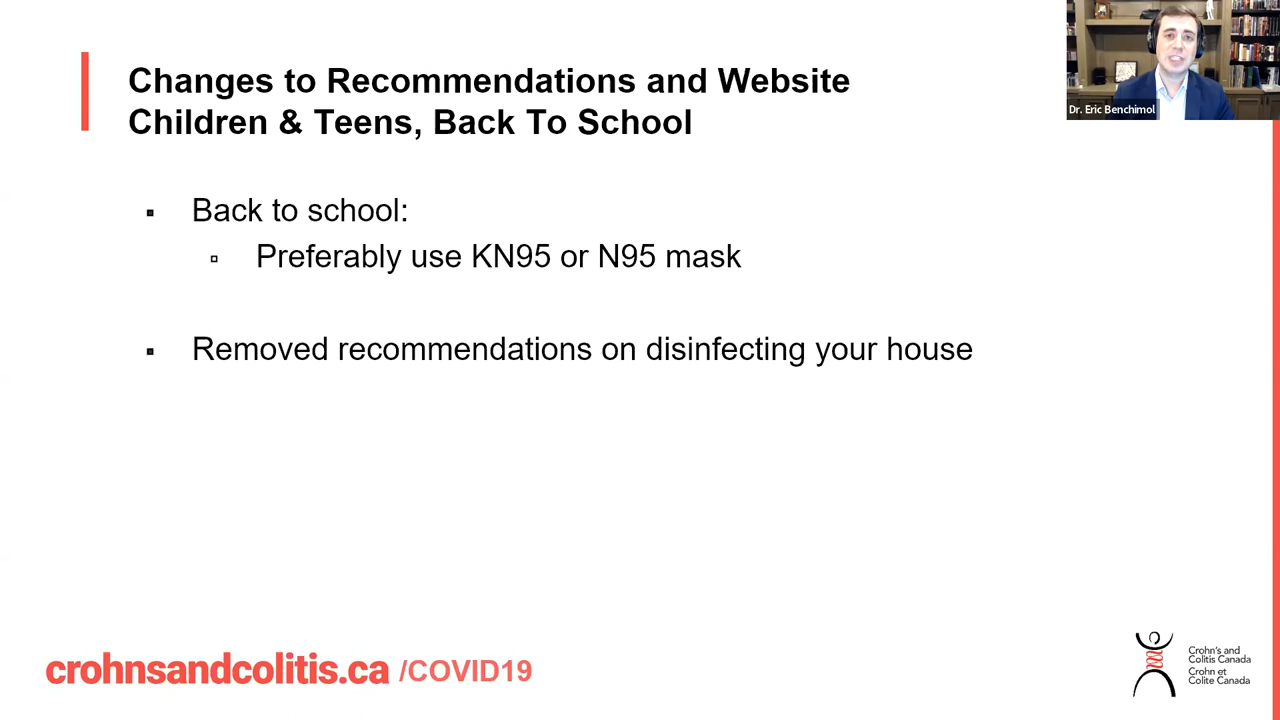 Changes to Recommendations and Website
Children & Teens, Back To School
Dr. Eric Benchimol
▪ Back to school:
▫ Preferably use KN95 or N95 mask
▪ Removed recommendations on disinfecting your house
crohnsandcolitis.ca /COVID19
Crohn's and
Colitis Canada
Crohn et
Colite Canada